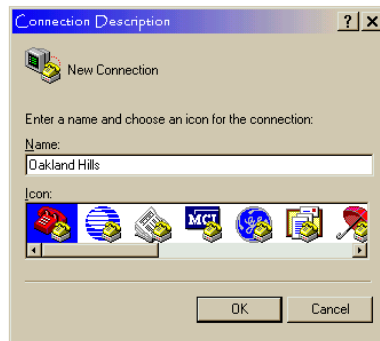 Connection Description
New Connection
Enter a name and choose an icon for the connection:
Name:
Oakland Hills
Icon:
MCI
OK
Cancel